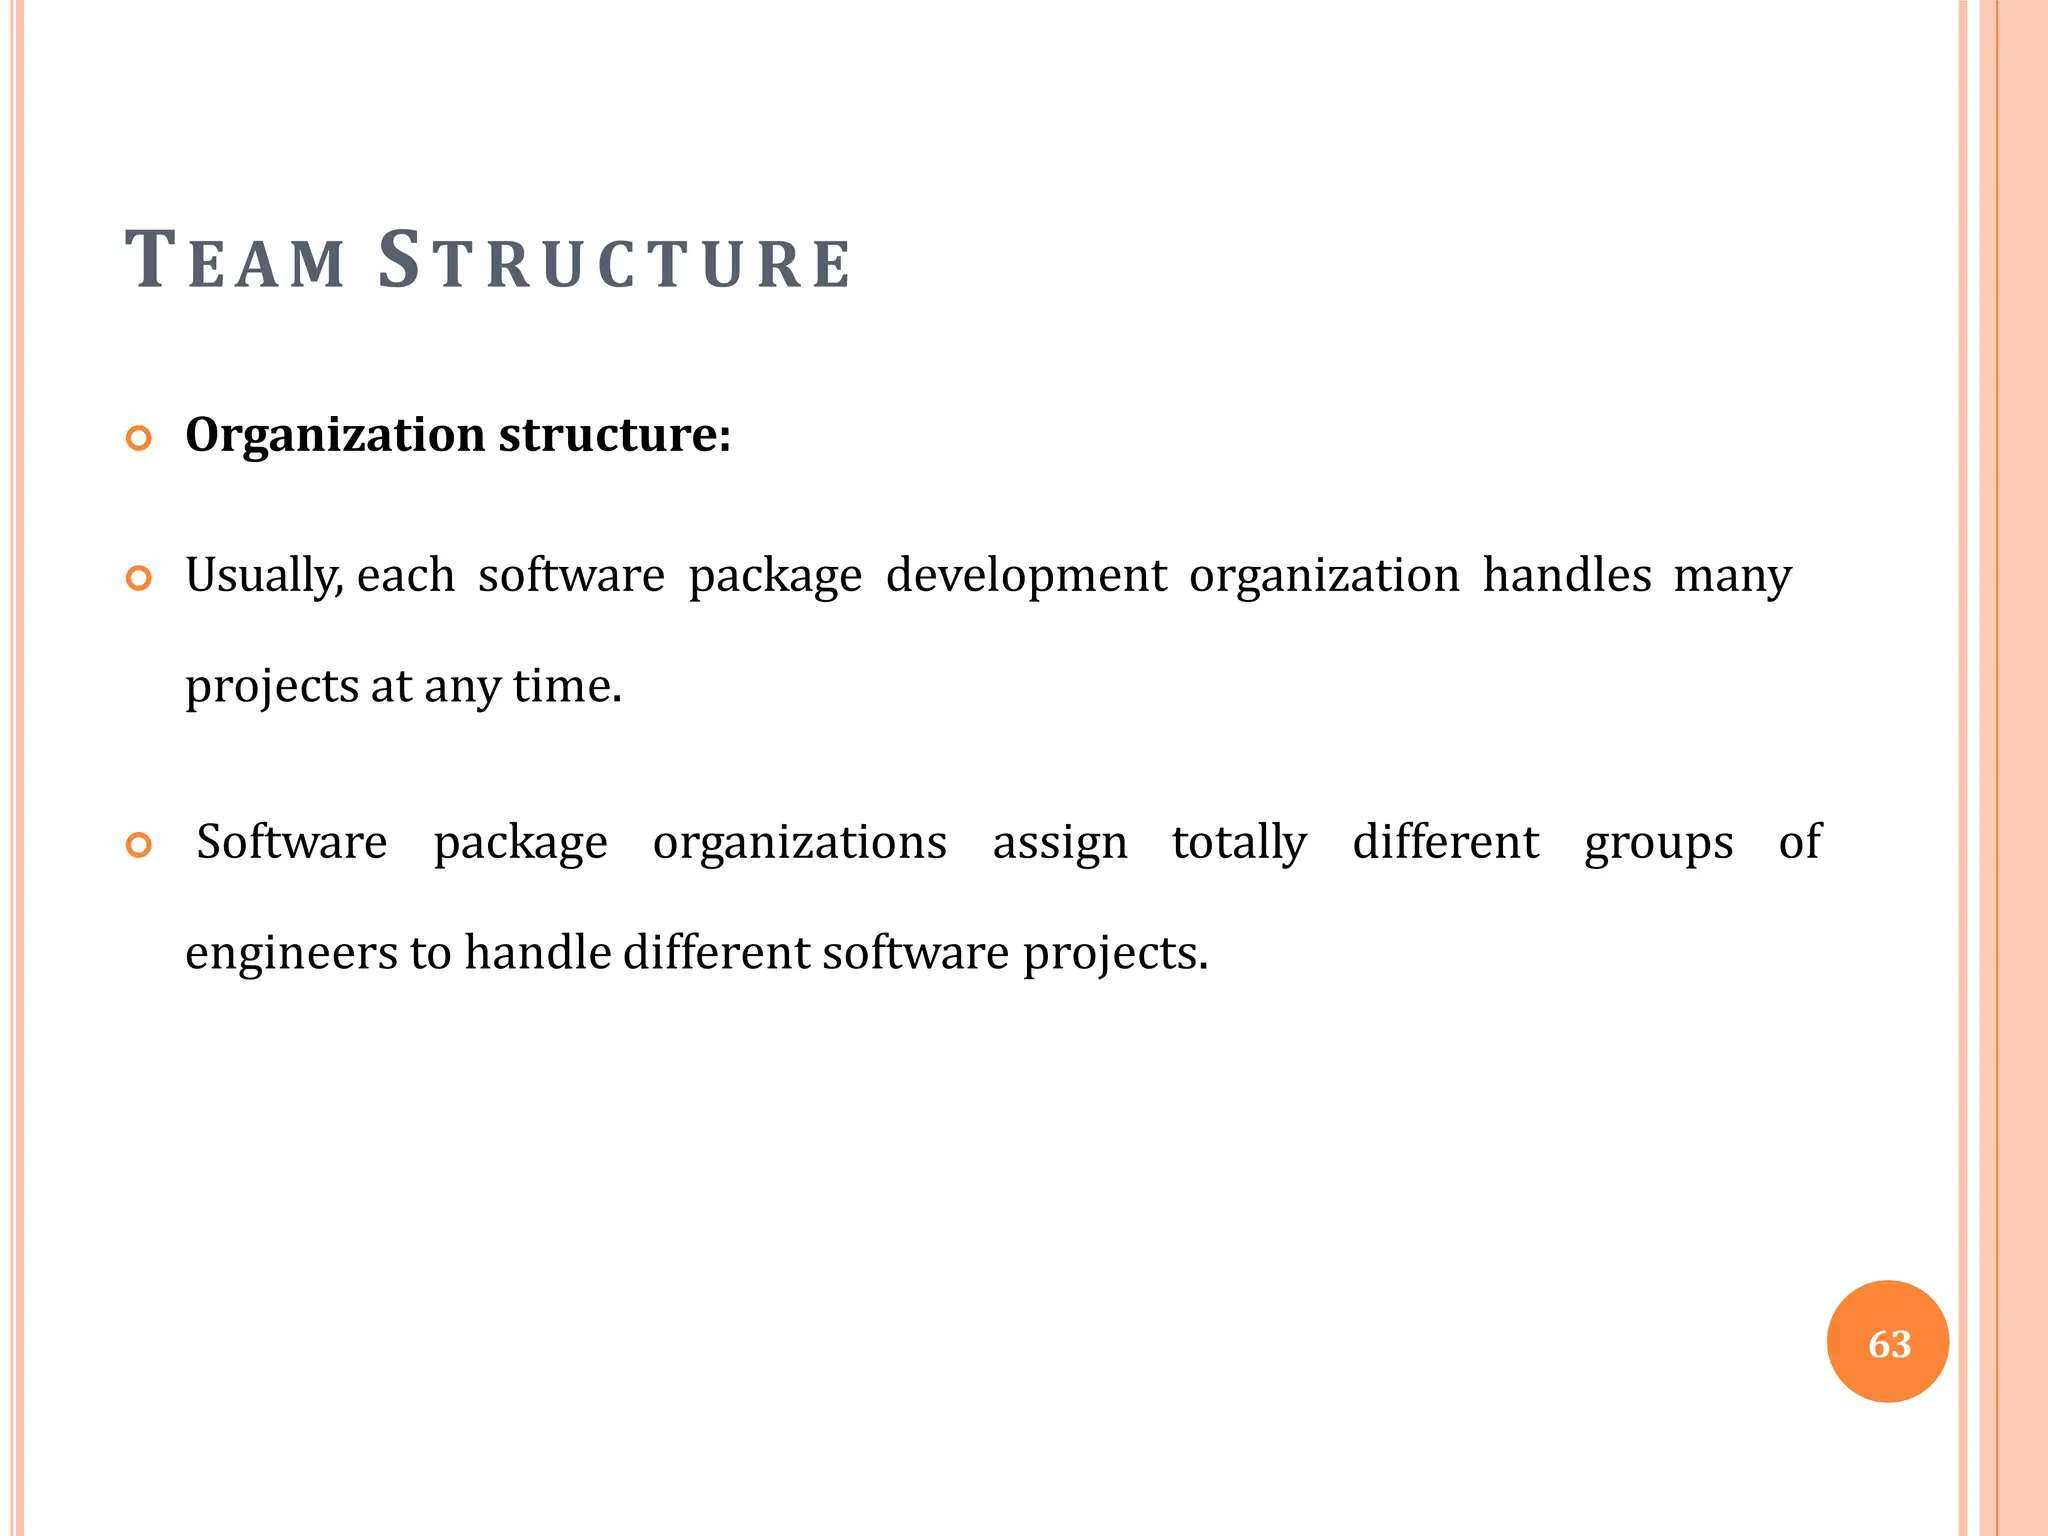 TEAM STRUCTURE
Organization structure:
Usually, each software package development organization handles many
projects at any time.
Software package organizations assign totally different groups of
engineers to handle different software projects.
63